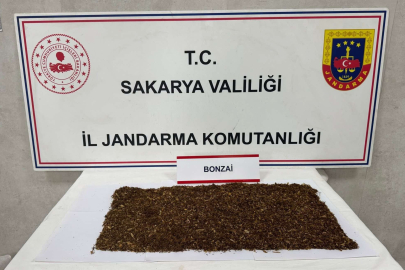 T.C.
SAKARYA VALİLİĞİ
İL JANDARMA KOMUTANLIĞI
JANDARMA
BONZAİ